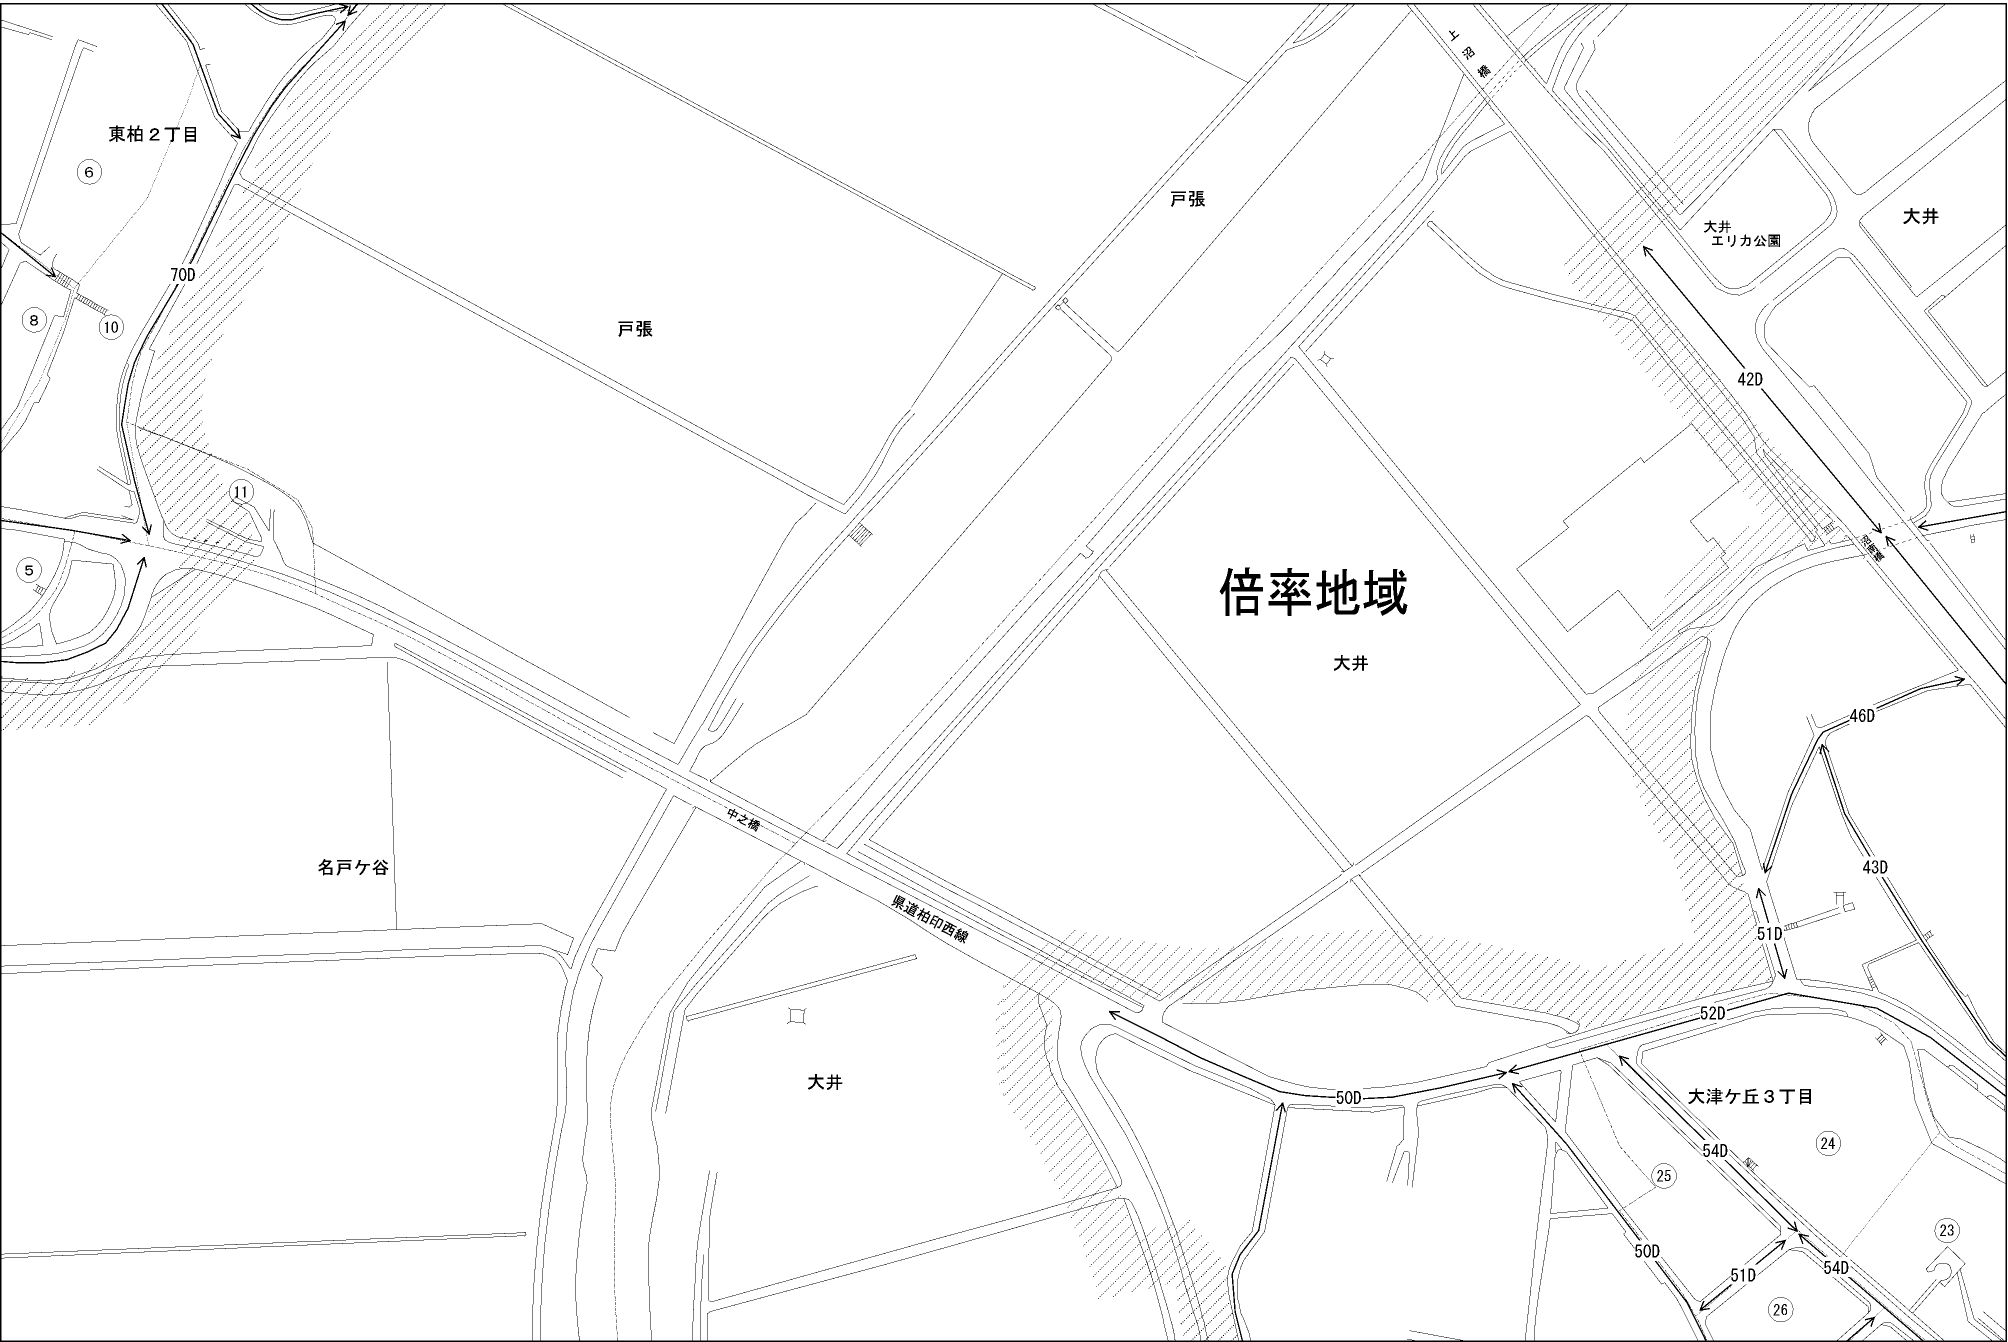 上沼橋
東柏２丁目
6
戸張
大井
大井
エリカ公園
70D
8
10
戸張
42D
11
沼南橋
5
倍率地域
大井
46D
中之橋
名戸ケ谷
43D
県道柏印西線
51D
52D
大井
50D
大津ケ丘３丁目
24
54D
25
23
50D
51D
54D
26